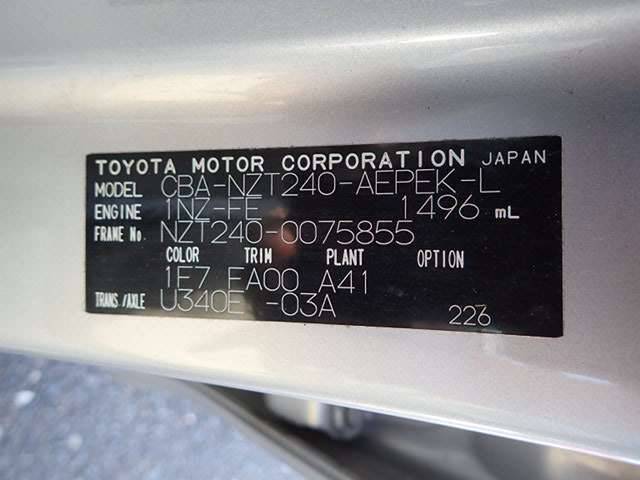 TOYOTA MOTOR CORPORATION JAPAN
MODEL CBA-NZT240-AEPEK-L
ENGINE 1NZ-FE 1496 mL
FRAME No. NZT240-0075855
COLOR TRIM PLANT OPTION
1F7 FA00 A41
TRANS/AXLE U340E -03A
226